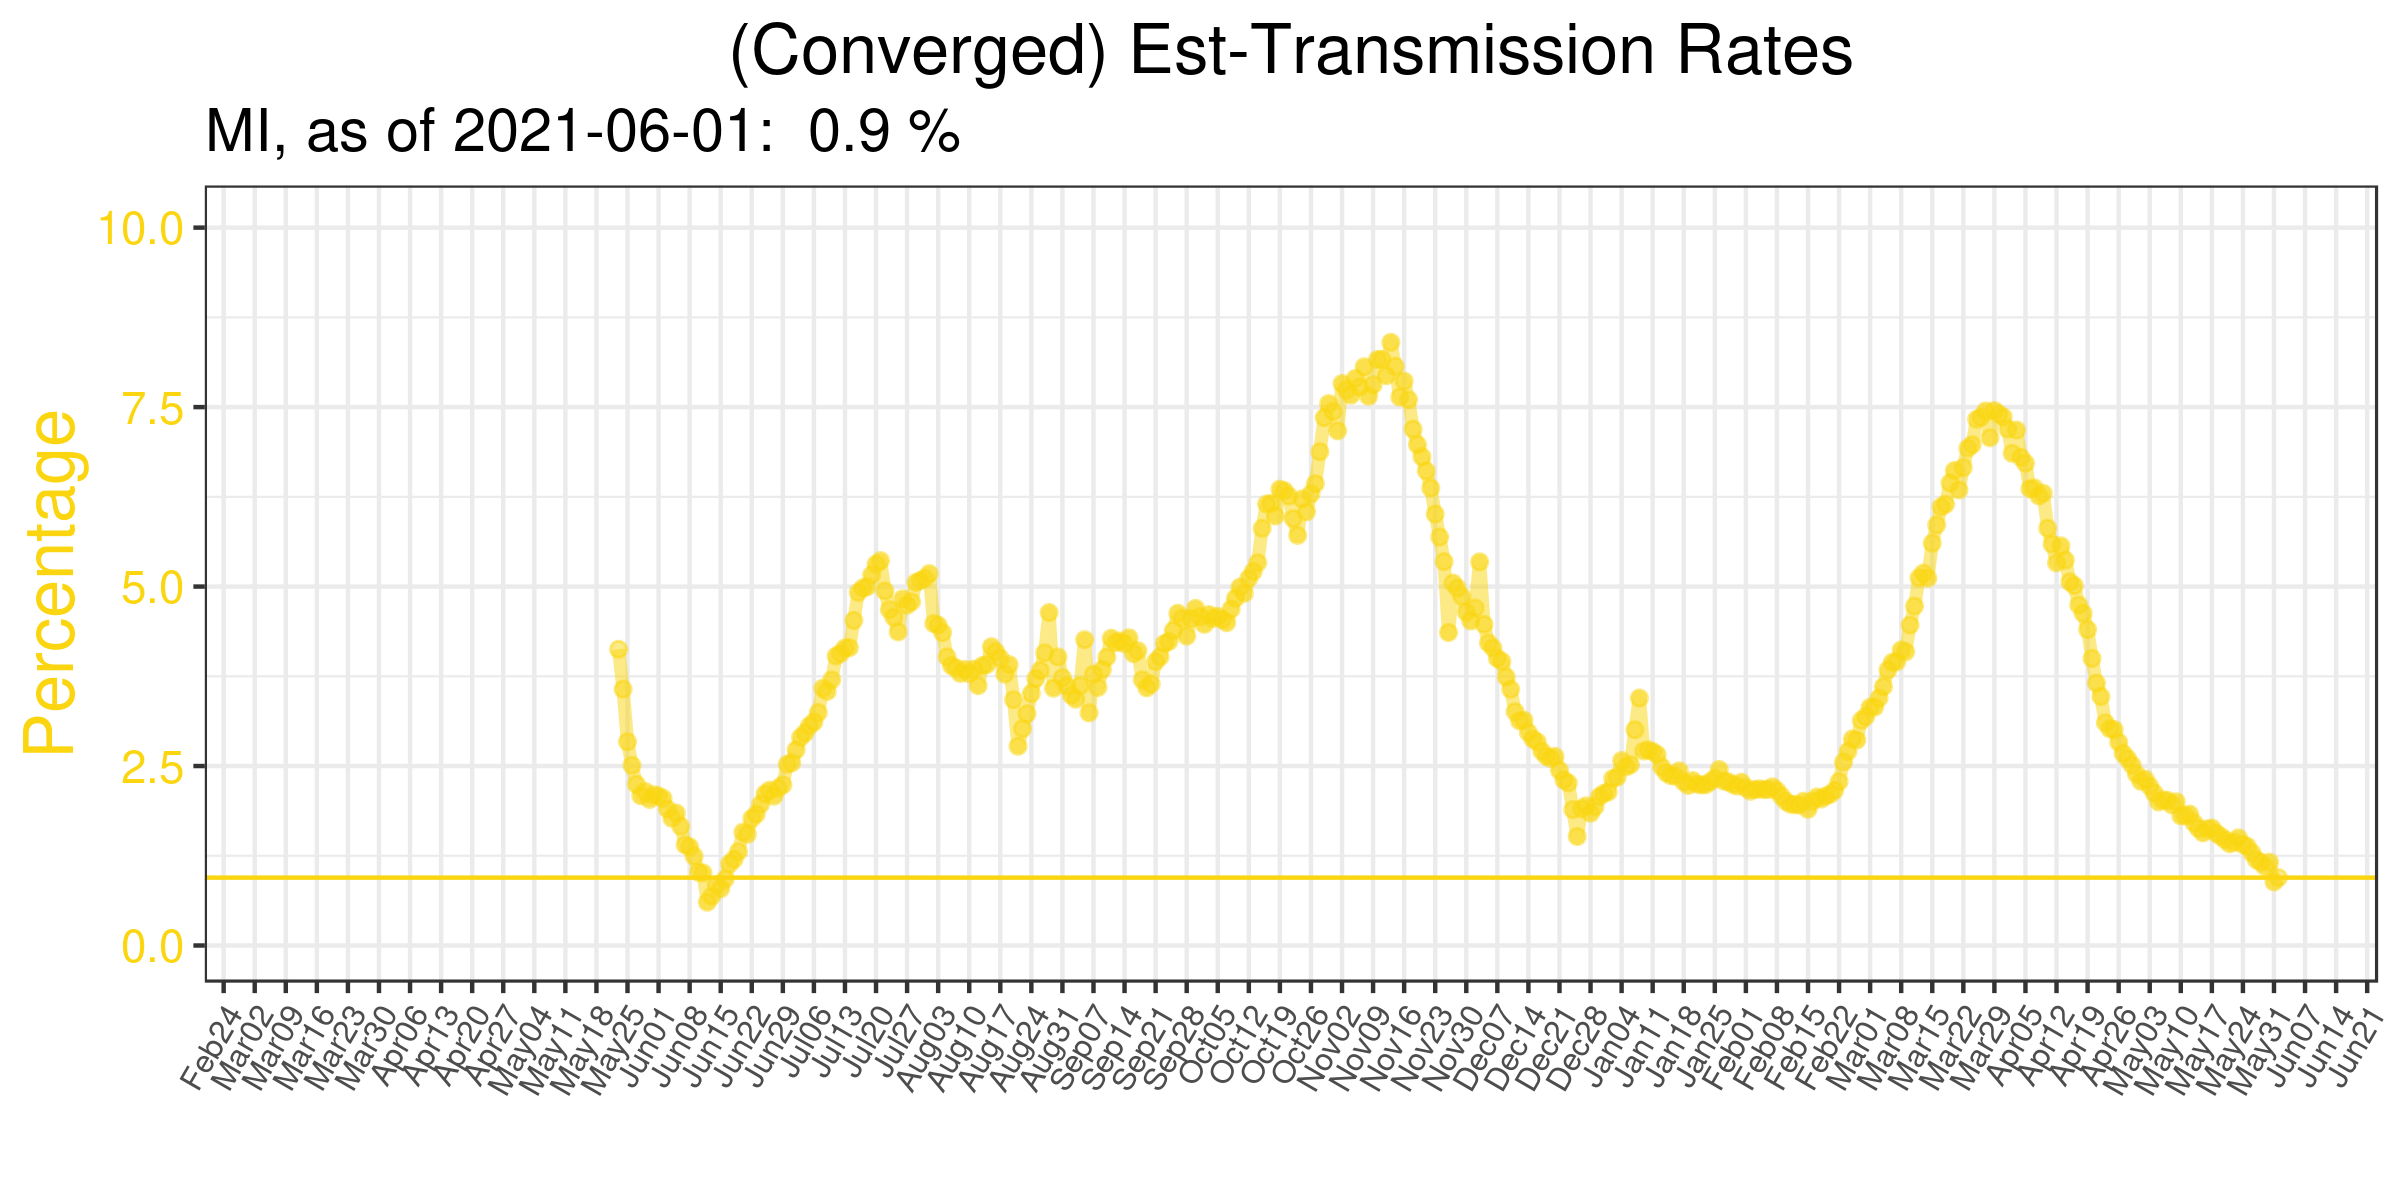 (Converged) Est-Transmission Rates
MI, as of 2021-06-01:  0.9 %
Percentage
10.0
7.5
5.0
2.5
0.0
Feb24
Mar02
Mar09
Mar16
Mar23
Mar30
Apr06
Apr13
Apr20
Apr27
May04
May11
May18
May25
Jun01
Jun08
Jun15
Jun22
Jun29
Jul06
Jul13
Jul20
Jul27
Aug03
Aug10
Aug17
Aug24
Aug31
Sep07
Sep14
Sep21
Sep28
Oct05
Oct12
Oct19
Oct26
Nov02
Nov09
Nov16
Nov23
Nov30
Dec07
Dec14
Dec21
Dec28
Jan04
Jan11
Jan18
Jan25
Feb01
Feb08
Feb15
Feb22
Mar01
Mar08
Mar15
Mar22
Mar29
Apr05
Apr12
Apr19
Apr26
May03
May10
May17
May24
May31
Jun07
Jun14
Jun21